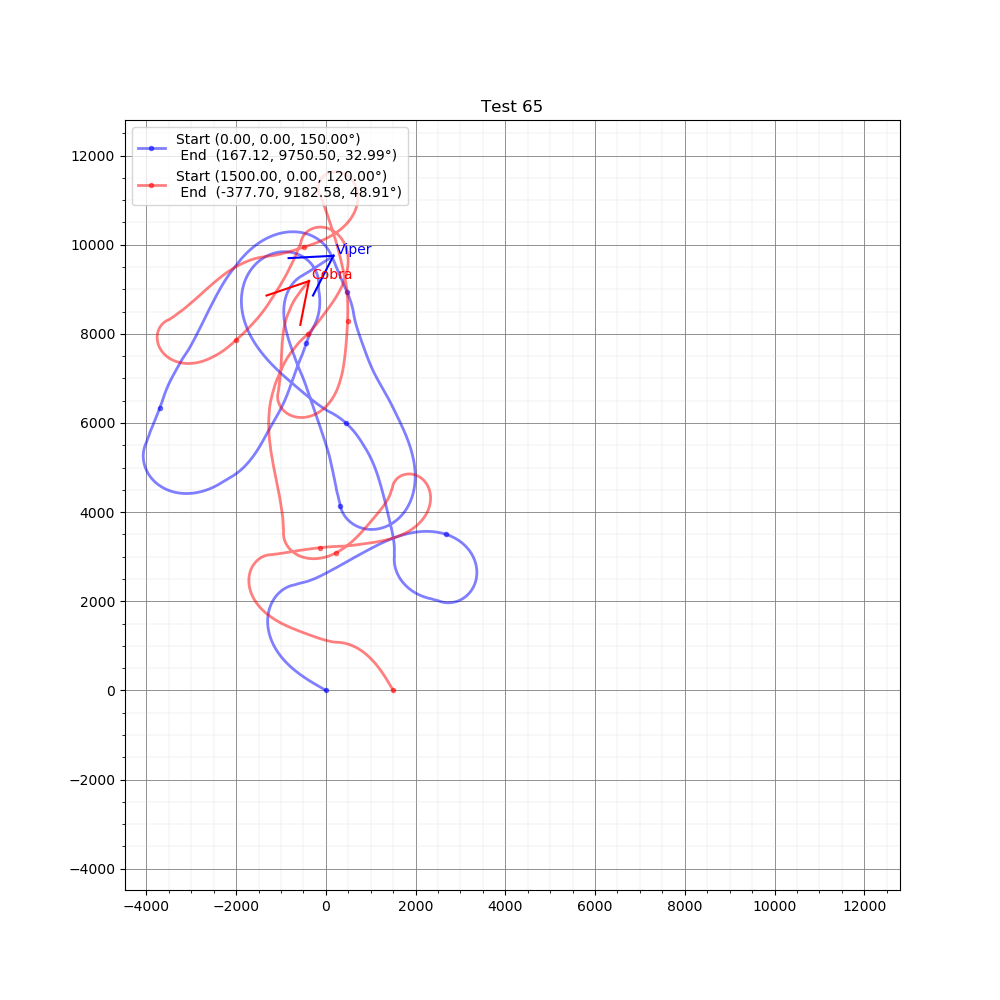 Test 65
Start (0.00, 0.00, 150.00°)
End (167.12, 9750.50, 32.99°)
Start (1500.00, 0.00, 120.00°)
End (-377.70, 9182.58, 48.91°)
12000
10000
8000
6000
4000
2000
0
−2000
−4000
Viper
Cobra
−4000 −2000 0 2000 4000 6000 8000 10000 12000